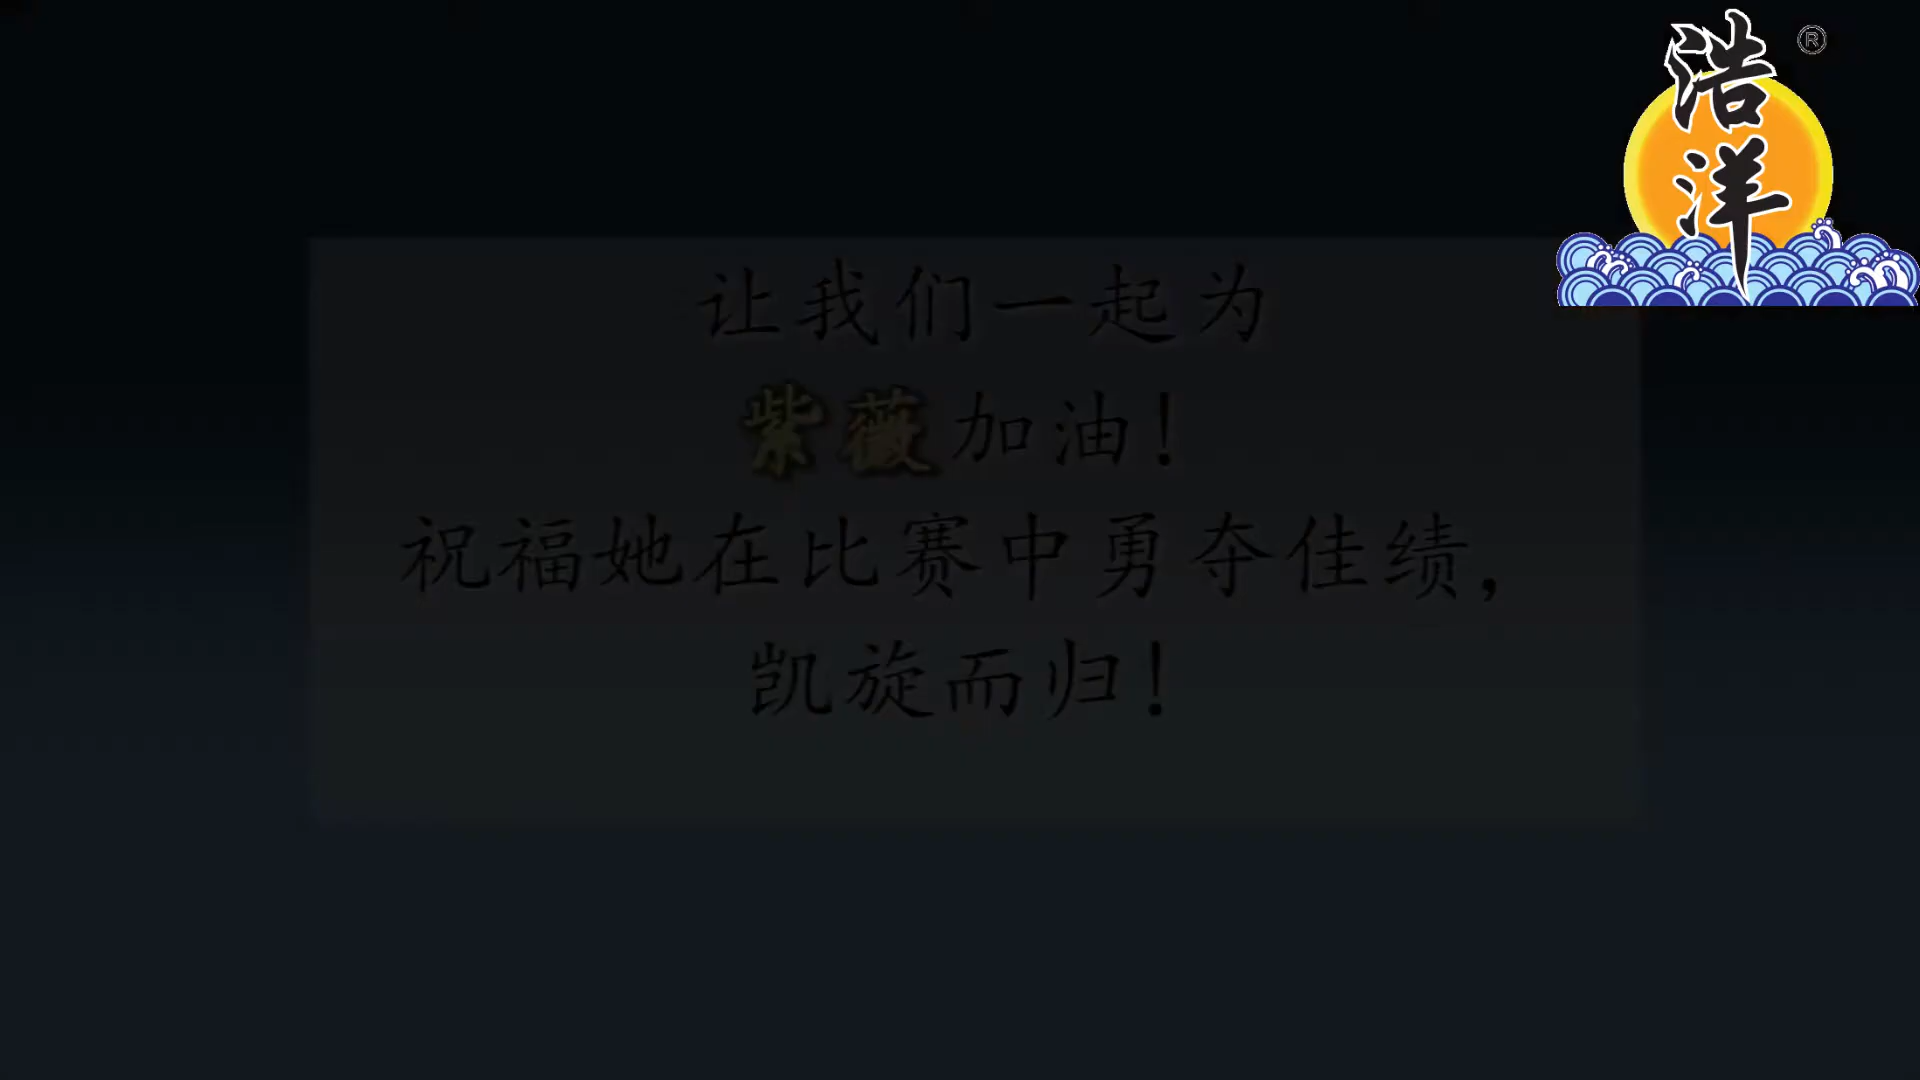 浩洋
®
让我们一起为
紫薇加油！
祝福她在比赛中勇夺佳绩，
凯旋而归！